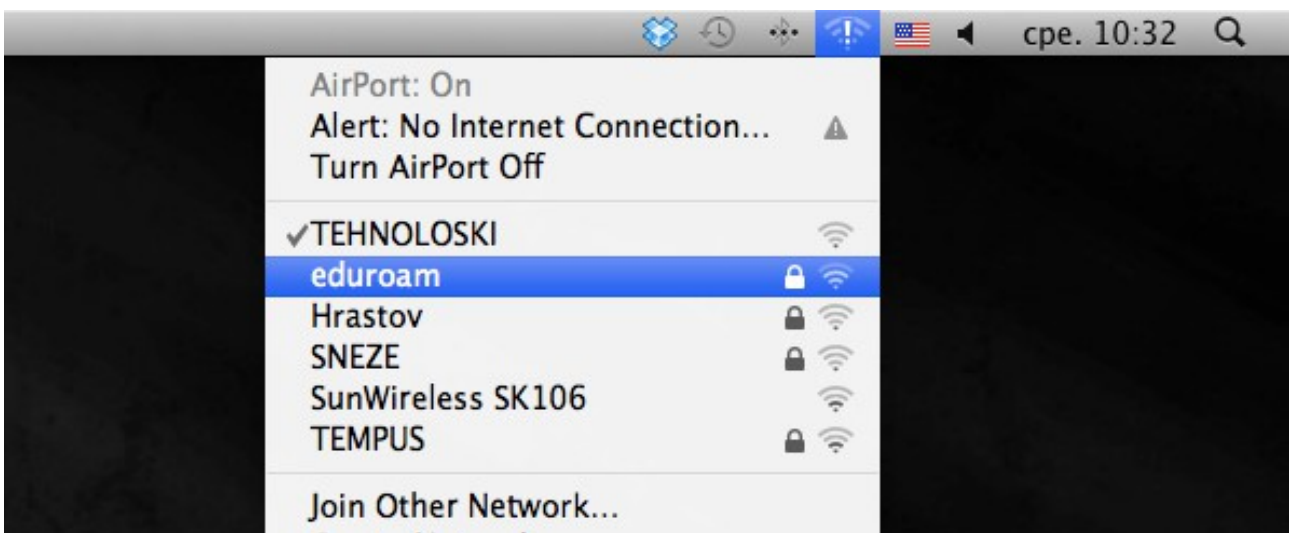 сре. 10:32
AirPort: On
Alert: No Internet Connection...
Turn AirPort Off
TEHNOLOSKI
eduroam
Hrastov
SNEZE
SunWireless SK106
TEMPUS
Join Other Network...